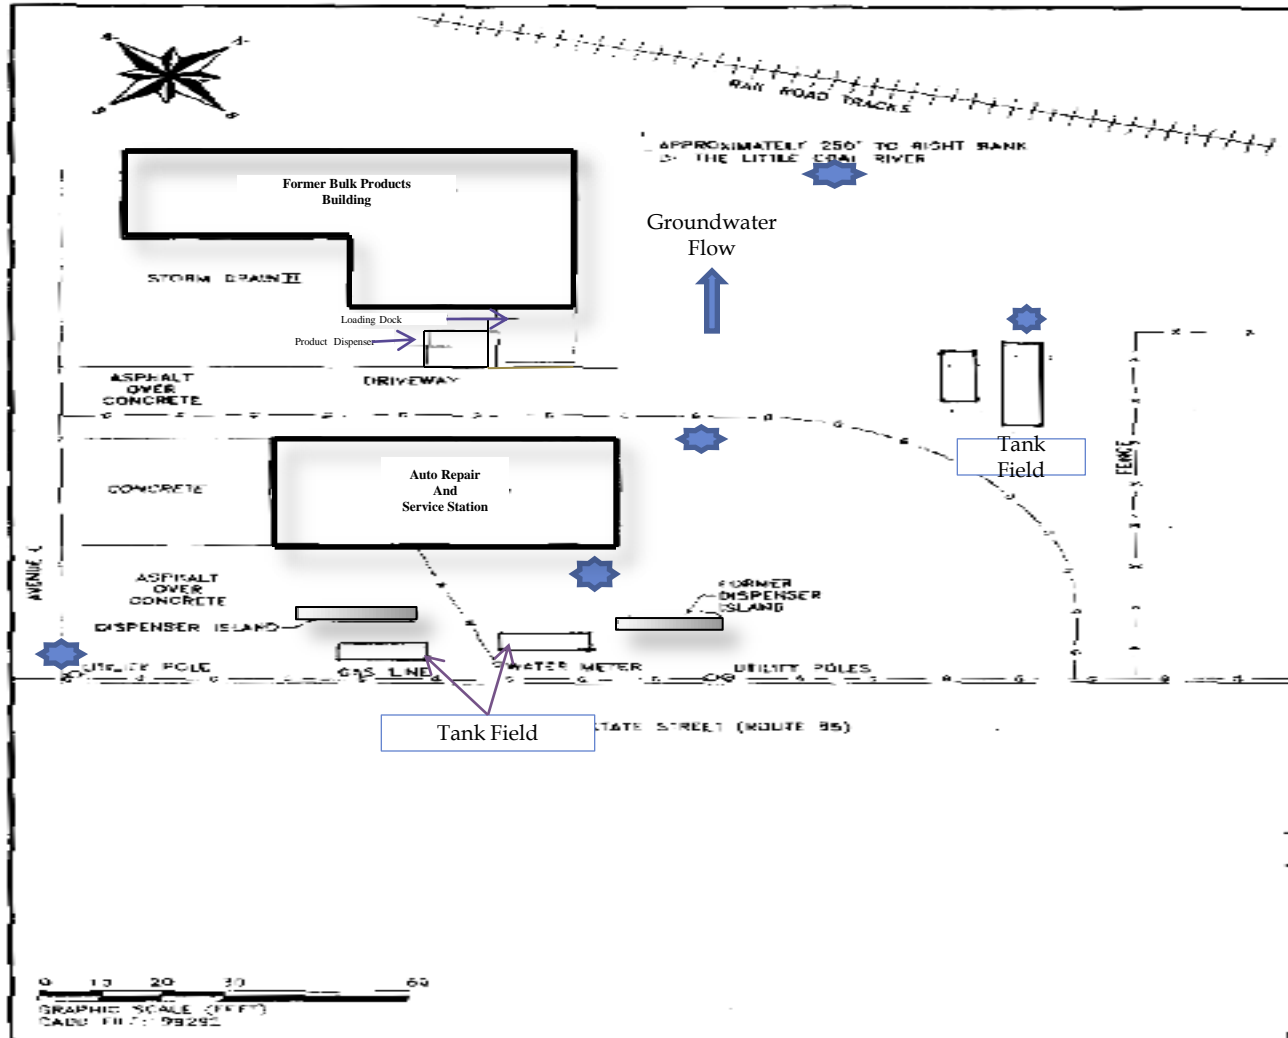 RAIL ROAD TRACKS
APPROXIMATELY 250' TO RIGHT BANK
OF THE LITTLE COAL RIVER
Former Bulk Products
Building
Groundwater
Flow
STORM DRAIN
Loading Dock
Product Dispenser
ASPHALT
OVER
CONCRETE
DRIVEWAY
Tank
Field
FENCE
CONCRETE
Auto Repair
And
Service Station
AVENUE
ASPHALT
OVER
CONCRETE
FORMER
DISPENSER
ISLAND
DISPENSER ISLAND
UTILITY POLE
GAS LINE
WATER METER
UTILITY POLES
Tank Field
STATE STREET (ROUTE 85)
0 10 20 30 60
GRAPHIC SCALE (FEET)
CADD FILE: 99292